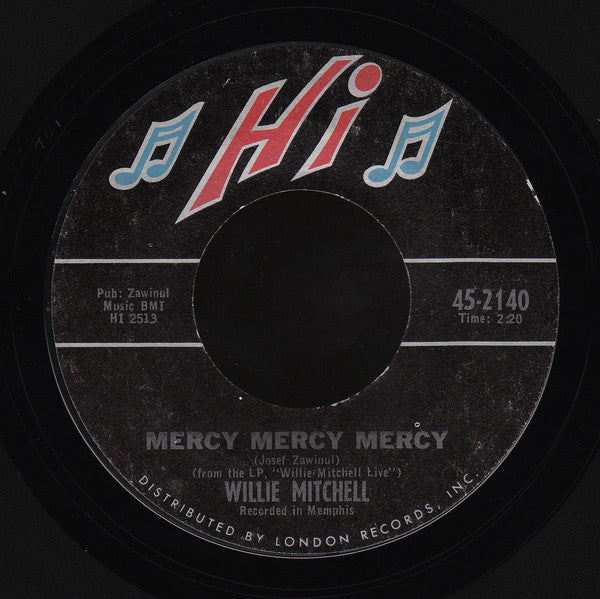 Hi
Pub: Zawinul
Music BMI
HI 2513
45-2140
Time: 2:20
MERCY MERCY MERCY
(Josef Zawinul)
(from the LP, "Willie Mitchell Live")
WILLIE MITCHELL
Recorded in Memphis
DISTRIBUTED BY LONDON RECORDS, INC.